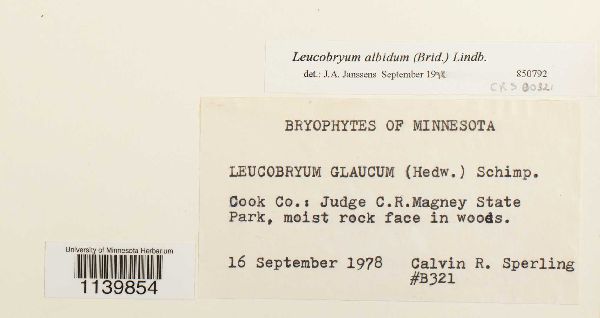 Leucobryum albidum (Brid.) Lindb.
det.: J.A. Janssens September 199
850792
CRS B0321
BRYOPHYTES OF MINNESOTA
LEUCOBRYUM GLAUCUM (Hedw.) Schimp.
Cook Co.: Judge C.R.Magney State
Park, moist rock face in woods.
16 September 1978 Calvin R. Sperling
#B321
University of Minnesota Herbarium
1139854